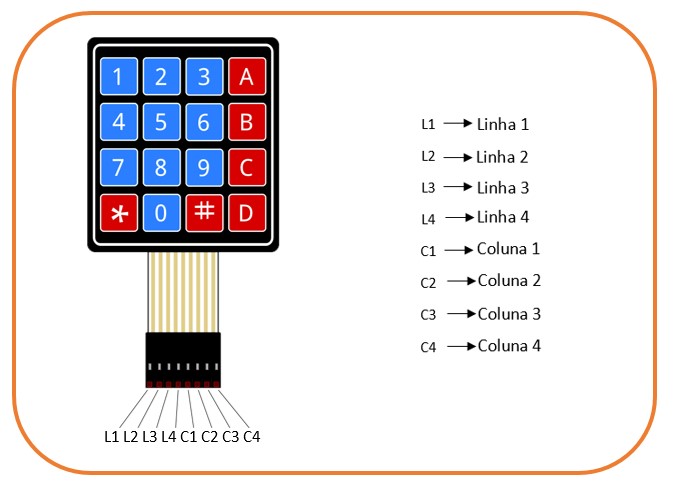 1 2 3 A
4 5 6 B
7 8 9 C
* 0 # D
L1 L2 L3 L4 C1 C2 C3 C4
L1 → Linha 1
L2 → Linha 2
L3 → Linha 3
L4 → Linha 4
C1 → Coluna 1
C2 → Coluna 2
C3 → Coluna 3
C4 → Coluna 4